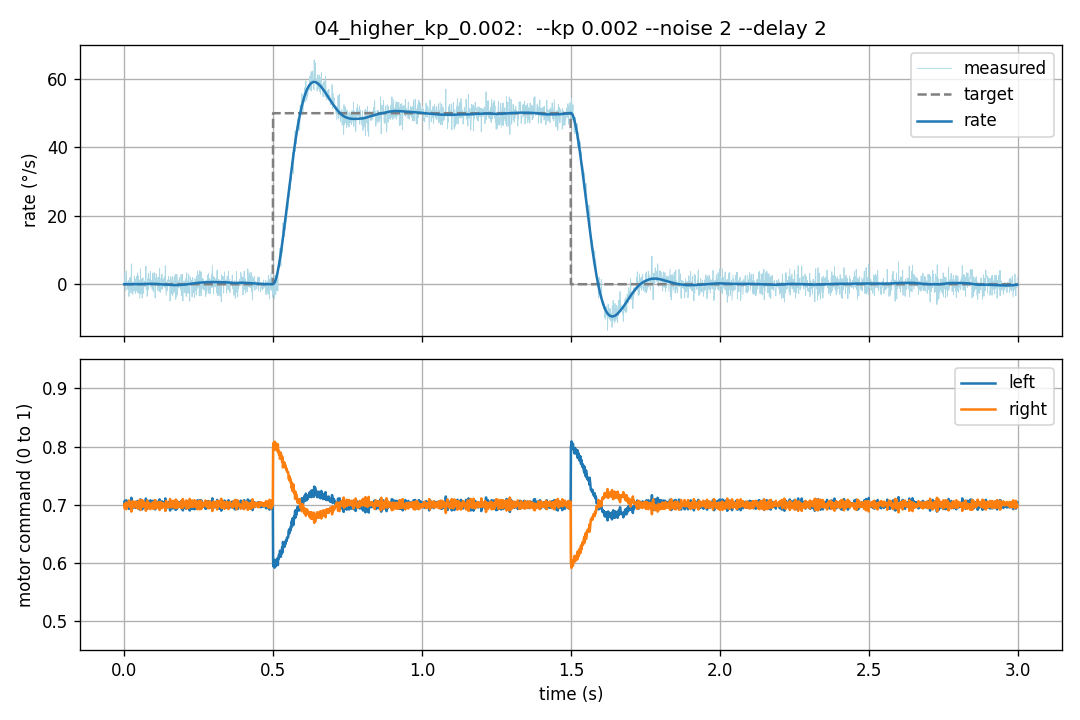 04_higher_kp_0.002:  --kp 0.002 --noise 2 --delay 2
measured
target
rate
rate (°/s)
60
40
20
0
left
right
motor command (0 to 1)
0.9
0.8
0.7
0.6
0.5
0.0 0.5 1.0 1.5 2.0 2.5 3.0
time (s)